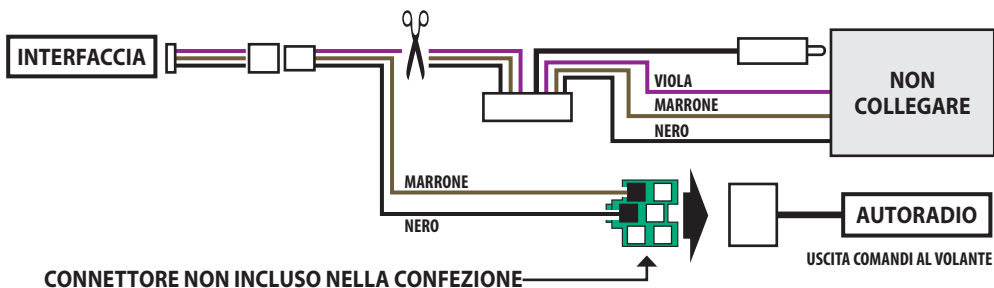 INTERFACCIA
VIOLA
MARRONE
NERO
NON
COLLEGARE
MARRONE
NERO
AUTORADIO
USCITA COMANDI AL VOLANTE
CONNETTORE NON INCLUSO NELLA CONFEZIONE